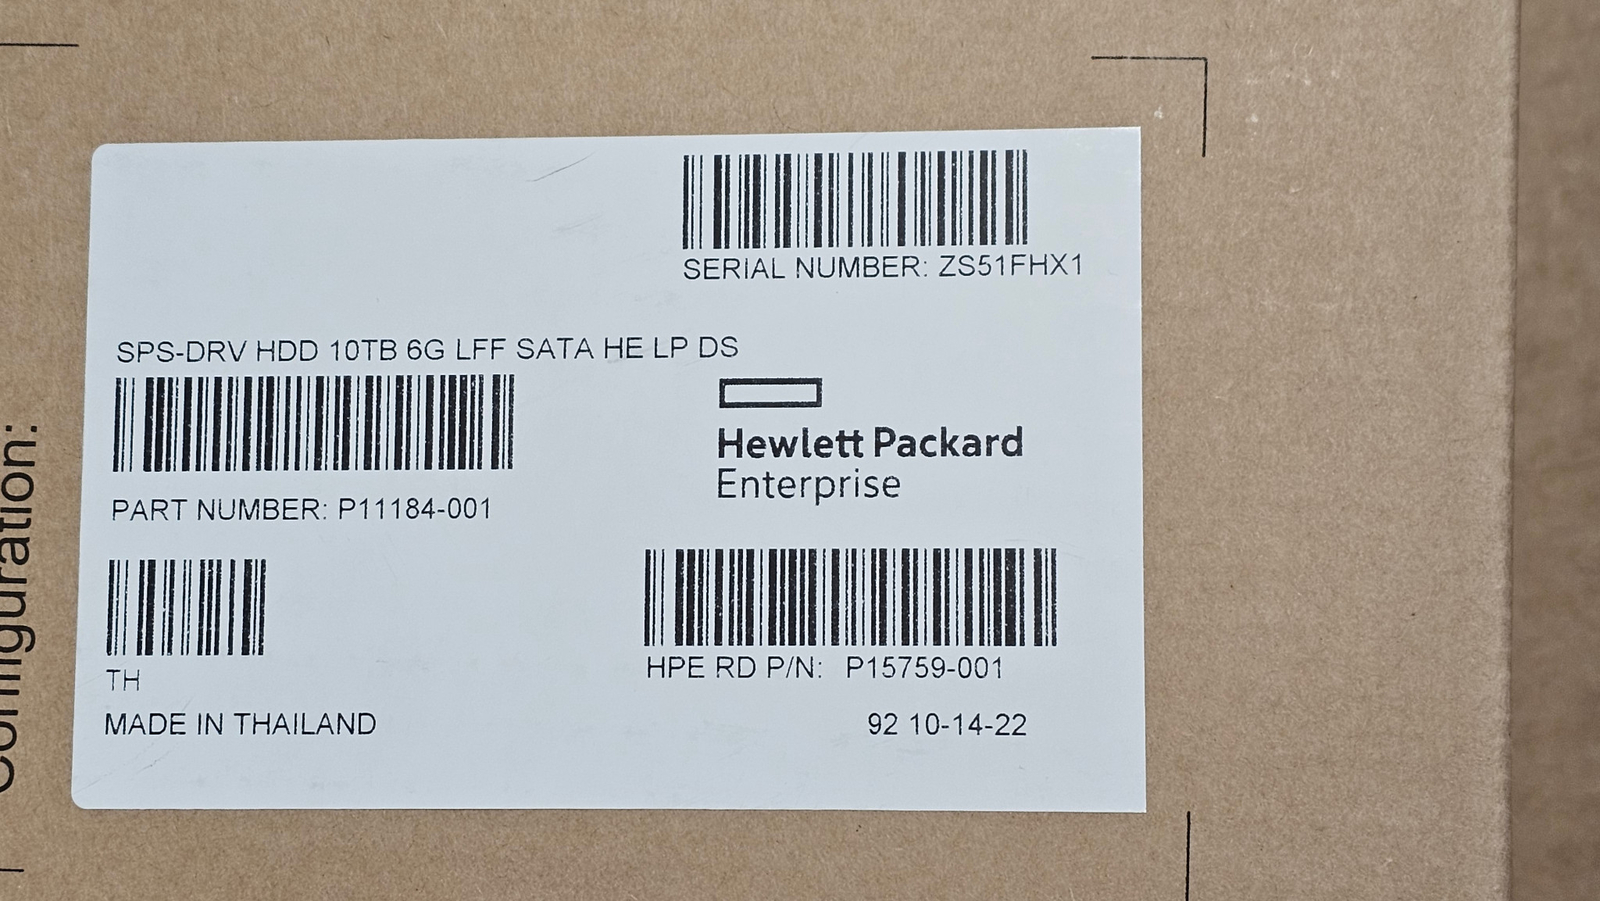 SERIAL NUMBER: ZS51FHX1
SPS-DRV HDD 10TB 6G LFF SATA HE LP DS
Hewlett Packard
Enterprise
PART NUMBER: P11184-001
TH
HPE RD P/N: P15759-001
MADE IN THAILAND
92 10-14-22
Configuration: